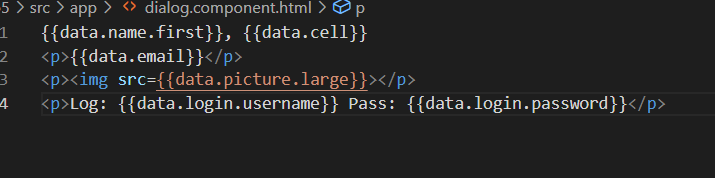 5 > src > app > <> dialog.component.html > p
1 {{data.name.first}}, {{data.cell}}
2 <p>{{data.email}}</p>
3 <p><img src={{data.picture.large}}></p>
4 <p>Log: {{data.login.username}} Pass: {{data.login.password}}</p>